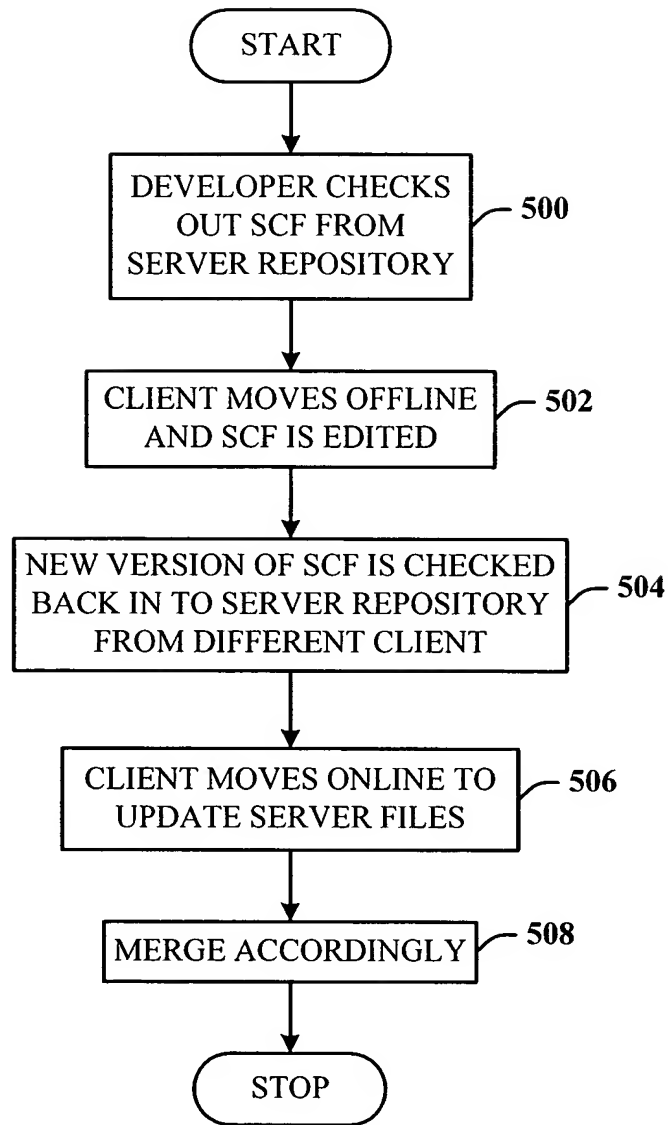 START
DEVELOPER CHECKS
OUT SCF FROM
SERVER REPOSITORY
500
CLIENT MOVES OFFLINE
AND SCF IS EDITED
502
NEW VERSION OF SCF IS CHECKED
BACK IN TO SERVER REPOSITORY
FROM DIFFERENT CLIENT
504
CLIENT MOVES ONLINE TO
UPDATE SERVER FILES
506
MERGE ACCORDINGLY
508
STOP